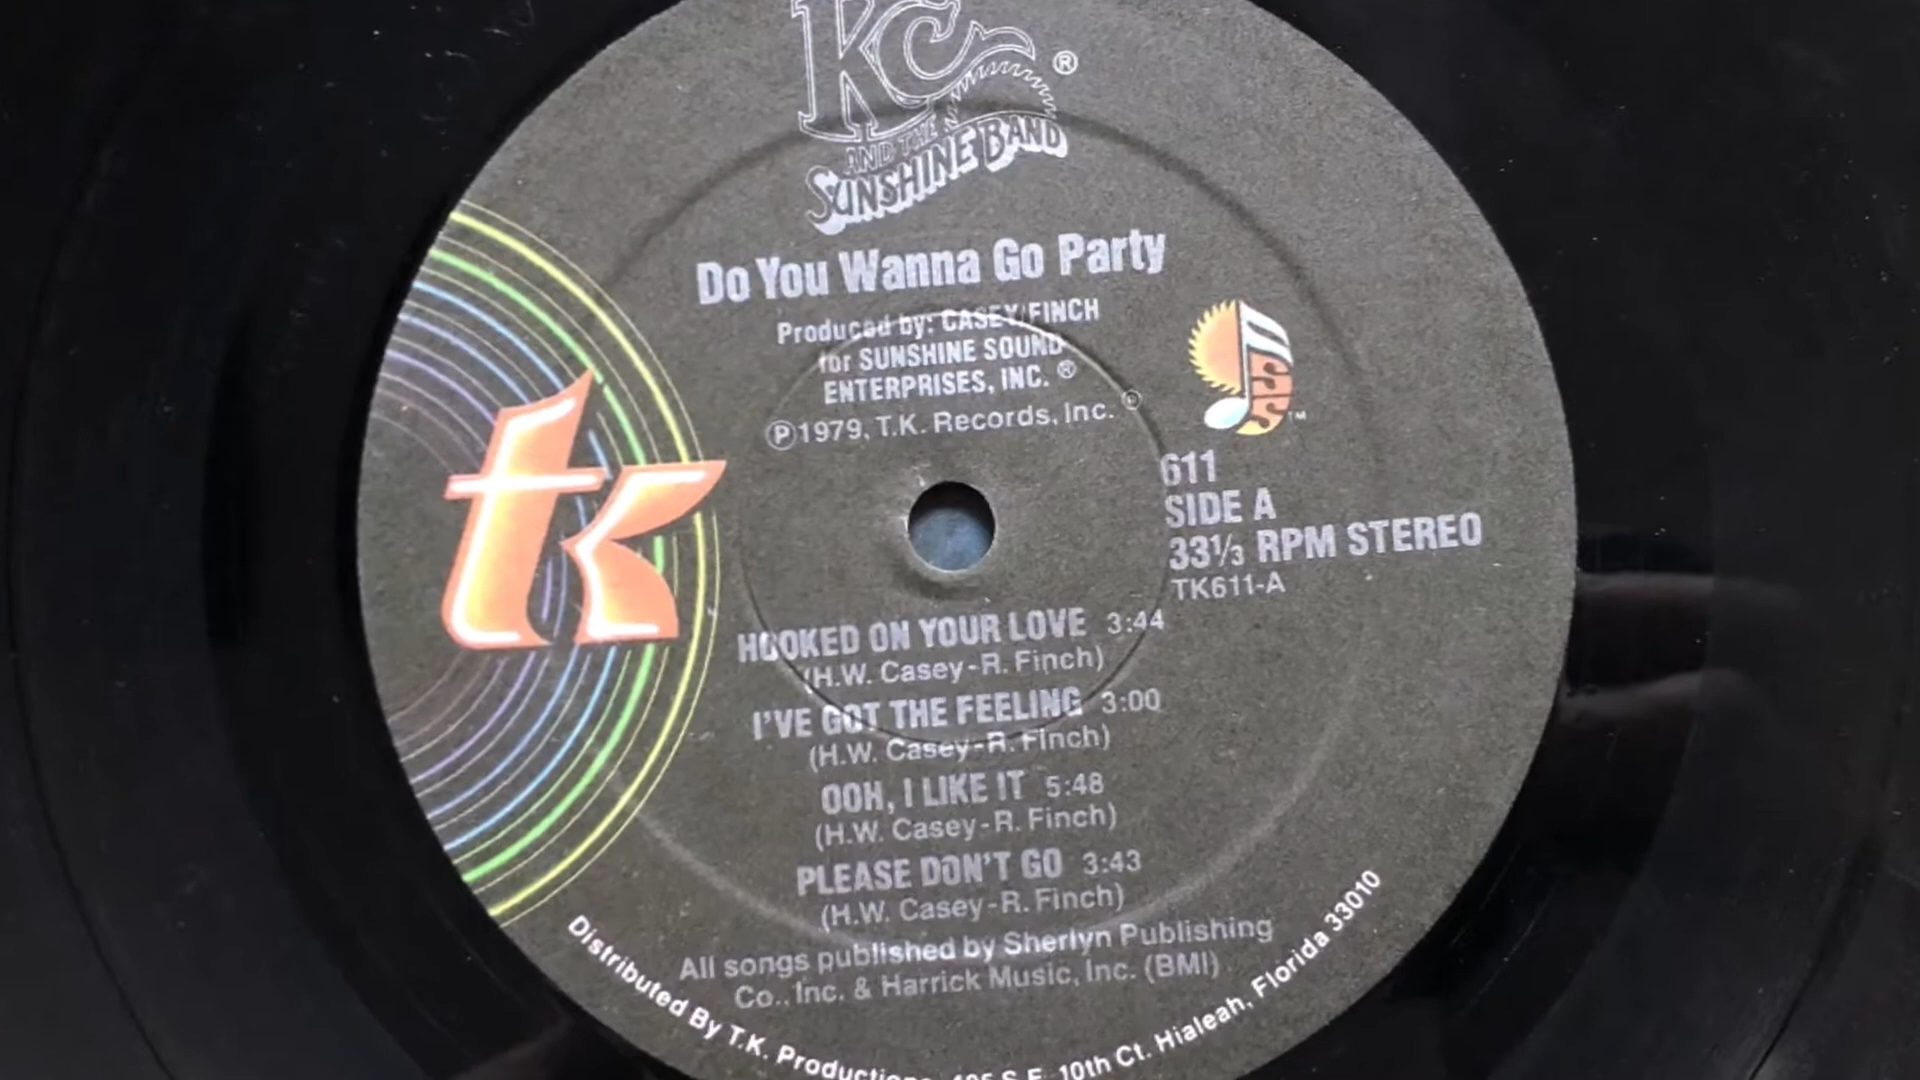 KC®
AND THE
SUNSHINE BAND
Do You Wanna Go Party
Produced by: CASEY/FINCH
for SUNSHINE SOUND
ENTERPRISES, INC.®
℗1979, T.K. Records, Inc.
tk
TM
611
SIDE A
33⅓ RPM STEREO
TK611-A
HOOKED ON YOUR LOVE 3:44
(H.W. Casey-R. Finch)
I'VE GOT THE FEELING 3:00
(H.W. Casey-R. Finch)
OOH, I LIKE IT 5:48
(H.W. Casey-R. Finch)
PLEASE DON'T GO 3:43
(H.W. Casey-R. Finch)
All songs published by Sherlyn Publishing
Co., Inc. & Harrick Music, Inc. (BMI)
Distributed By T.K. Productions, S.E. 10th Ct. Hialeah, Florida 33010